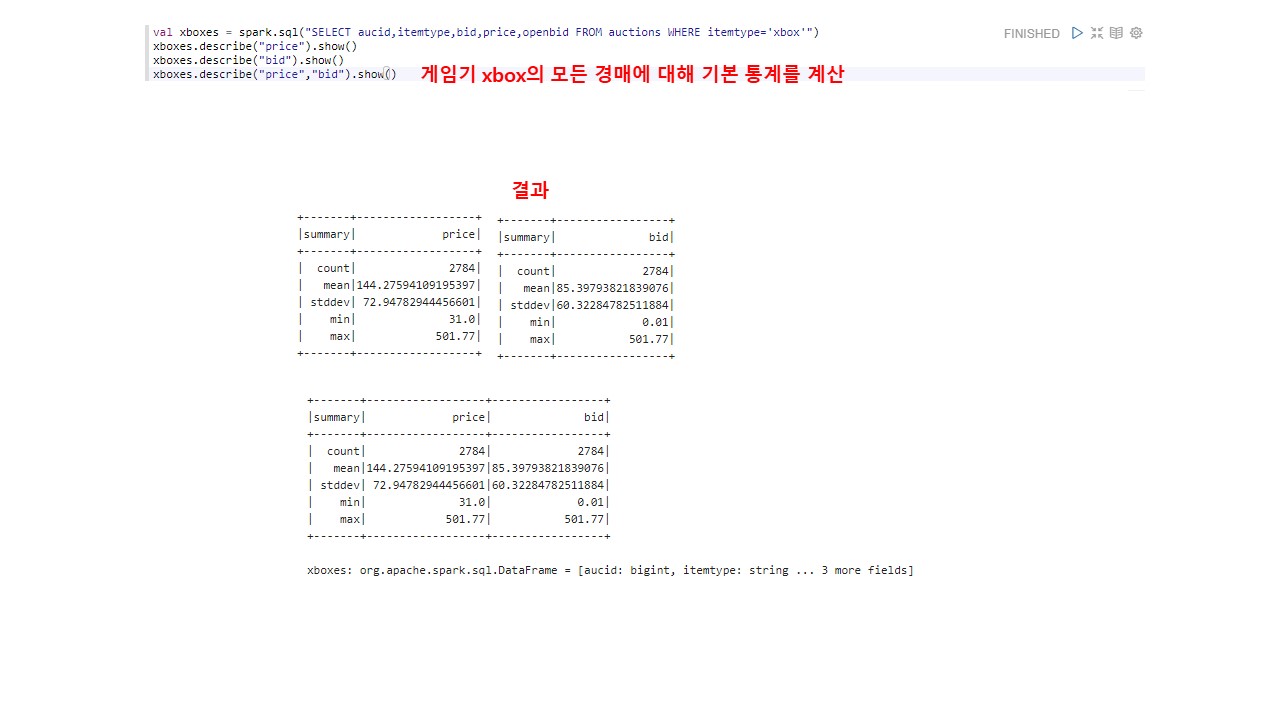 val xboxes = spark.sql("SELECT aucid,itemtype,bid,price,openbid FROM auctions WHERE itemtype='xbox'")
FINISHED
xboxes.describe("price").show()
xboxes.describe("bid").show()
xboxes.describe("price","bid").show()
게임기 xbox의 모든 경매에 대해 기본 통계를 계산
결과
+-------+------------------+
|summary|             price|
+-------+------------------+
|  count|              2784|
|   mean|144.27594109195397|
| stddev| 72.94782944456601|
|    min|              31.0|
|    max|            501.77|
+-------+------------------+
+-------+-----------------+
|summary|              bid|
+-------+-----------------+
|  count|             2784|
|   mean|85.39793821839076|
| stddev|60.32284782511884|
|    min|             0.01|
|    max|           501.77|
+-------+-----------------+
+-------+------------------+-----------------+
|summary|             price|              bid|
+-------+------------------+-----------------+
|  count|              2784|             2784|
|   mean|144.27594109195397|85.39793821839076|
| stddev| 72.94782944456601|60.32284782511884|
|    min|              31.0|             0.01|
|    max|            501.77|           501.77|
+-------+------------------+-----------------+
xboxes: org.apache.spark.sql.DataFrame = [aucid: bigint, itemtype: string ... 3 more fields]